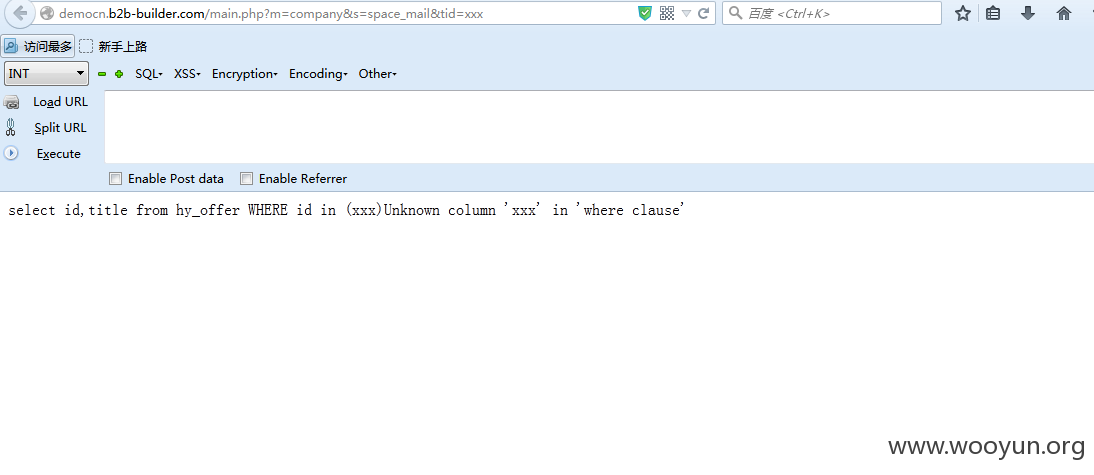 democn.b2b-builder.com/main.php?m=company&s=space_mail&tid=xxx
百度 <Ctrl+K>
访问最多 新手上路
INT SQL XSS Encryption Encoding Other
Load URL
Split URL
Execute
Enable Post data Enable Referrer
select id,title from hy_offer WHERE id in (xxx)Unknown column 'xxx' in 'where clause'
www.wooyun.org